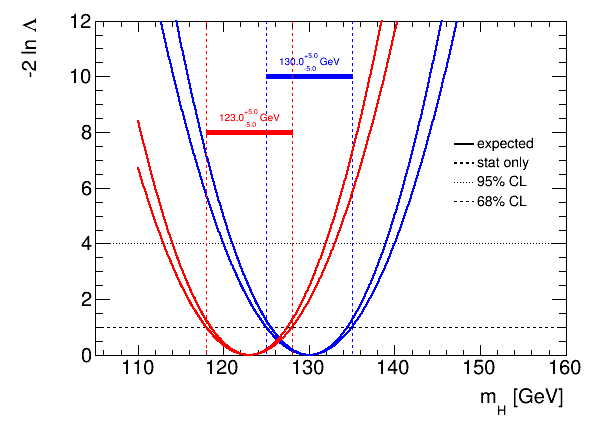 -2 ln Λ
12
10
8
6
4
2
0
130.0+5.0-5.0 GeV
123.0+5.0-5.0 GeV
expected
stat only
95% CL
68% CL
110 120 130 140 150 160
mH [GeV]